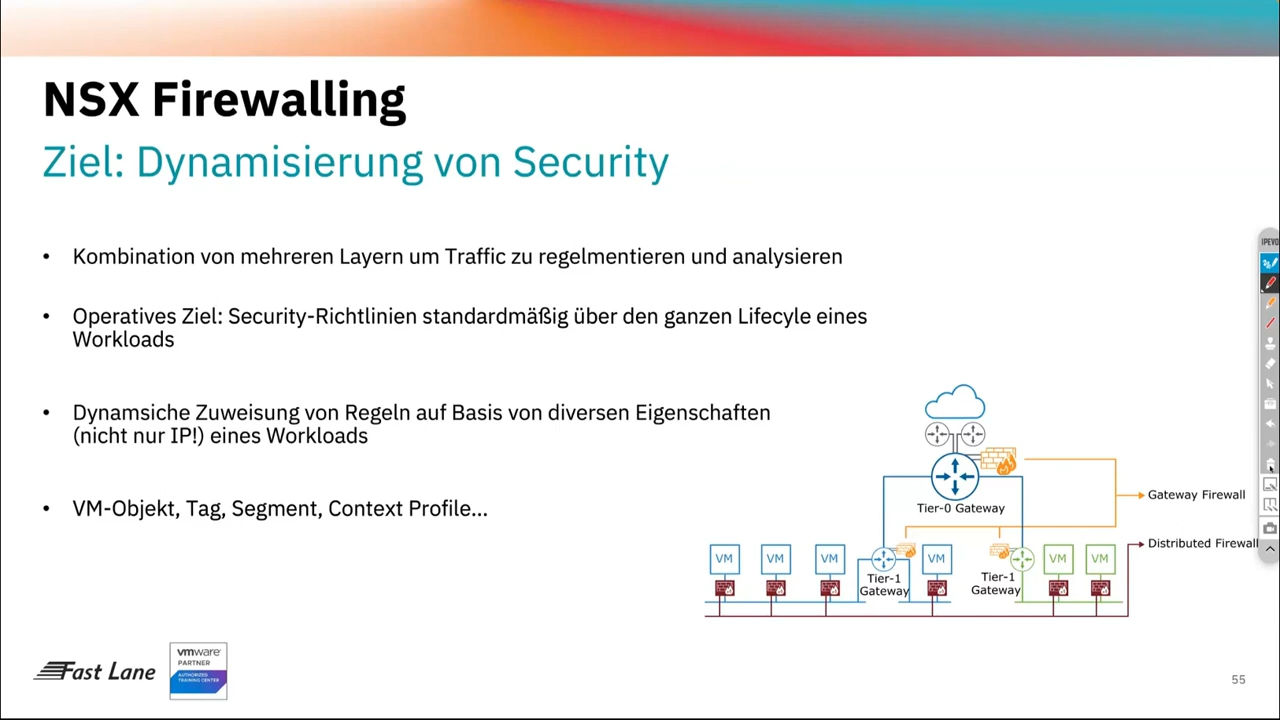 NSX Firewalling
Ziel: Dynamisierung von Security
• Kombination von mehreren Layern um Traffic zu regelmentieren und analysieren
• Operatives Ziel: Security-Richtlinien standardmäßig über den ganzen Lifecyle eines
Workloads
• Dynamsiche Zuweisung von Regeln auf Basis von diversen Eigenschaften
(nicht nur IP!) eines Workloads
• VM-Objekt, Tag, Segment, Context Profile...
IPEVO
Tier-0 Gateway
Gateway Firewall
Distributed Firewall
VM
VM
VM
VM
VM
VM
Tier-1
Gateway
Tier-1
Gateway
Fast Lane
vmware
PARTNER
AUTHORIZED
TRAINING CENTER
55